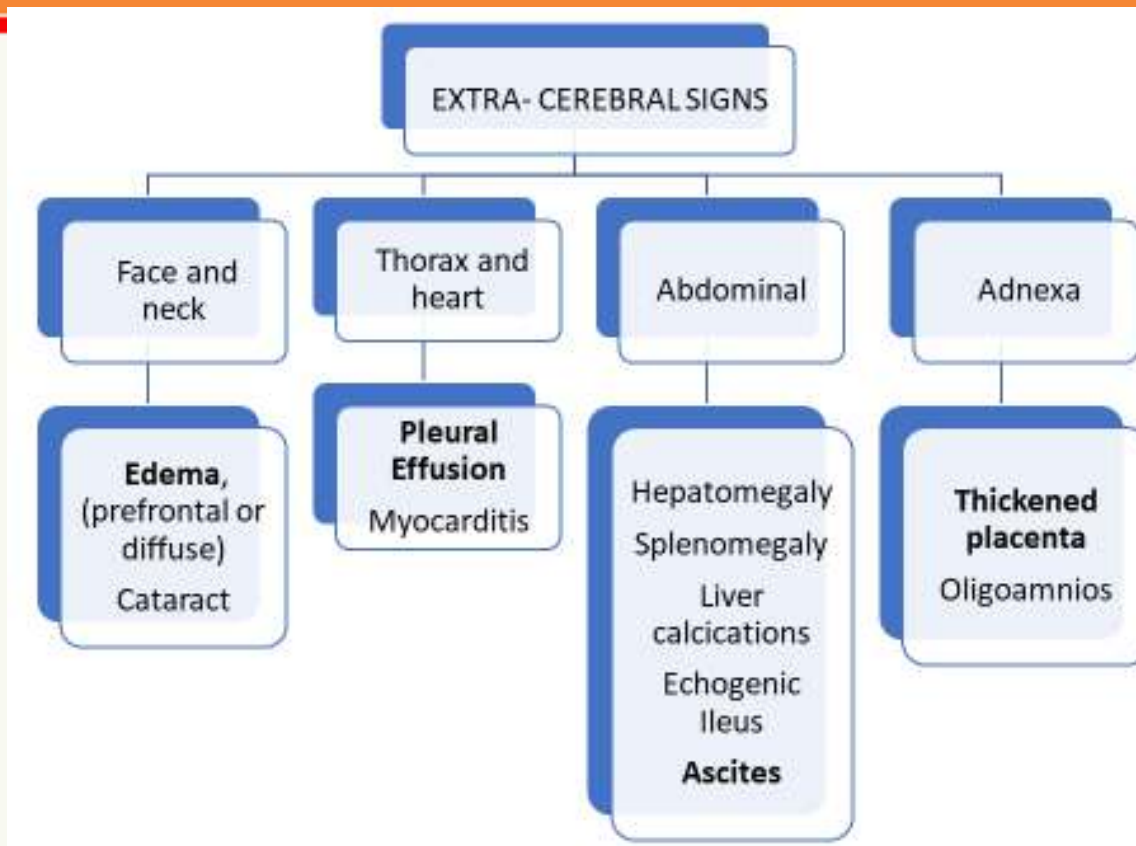 EXTRA- CEREBRAL SIGNS
Face and
neck
Thorax and
heart
Abdominal
Adnexa
Edema,
(prefrontal or
diffuse)
Cataract
Pleural
Effusion
Myocarditis
Hepatomegaly
Splenomegaly
Liver
calcications
Echogenic
Ileus
Ascites
Thickened
placenta
Oligoamnios